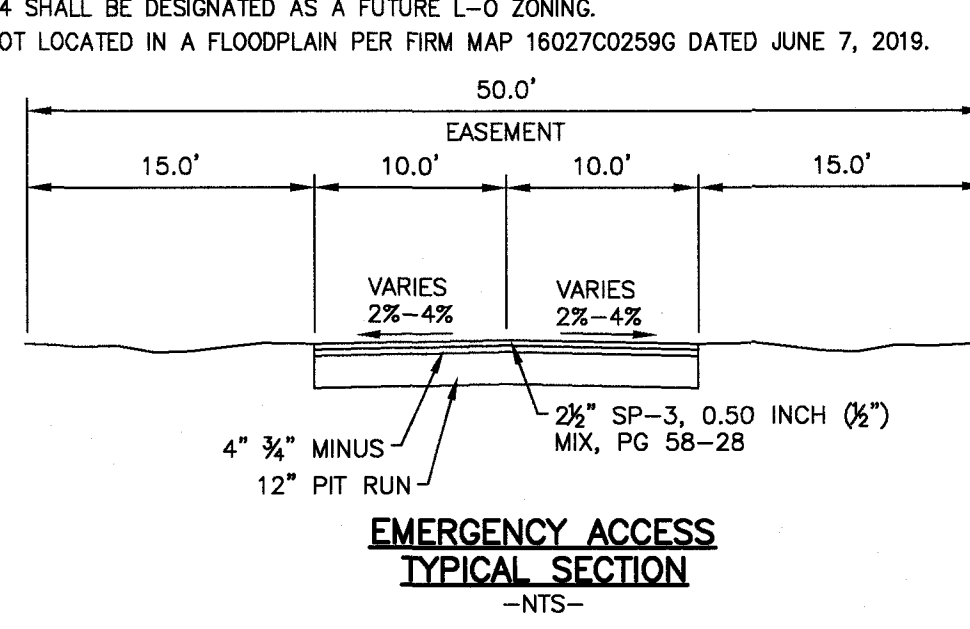 4 SHALL BE DESIGNATED AS A FUTURE L-O ZONING.
OT LOCATED IN A FLOODPLAIN PER FIRM MAP 16027C0259G DATED JUNE 7, 2019.
50.0'
EASEMENT
15.0' 10.0' 10.0' 15.0'
VARIES VARIES
2%-4% 2%-4%
2½" SP-3, 0.50 INCH (½")
MIX, PG 58-28
4" ¾" MINUS
12" PIT RUN
EMERGENCY ACCESS
TYPICAL SECTION
-NTS-